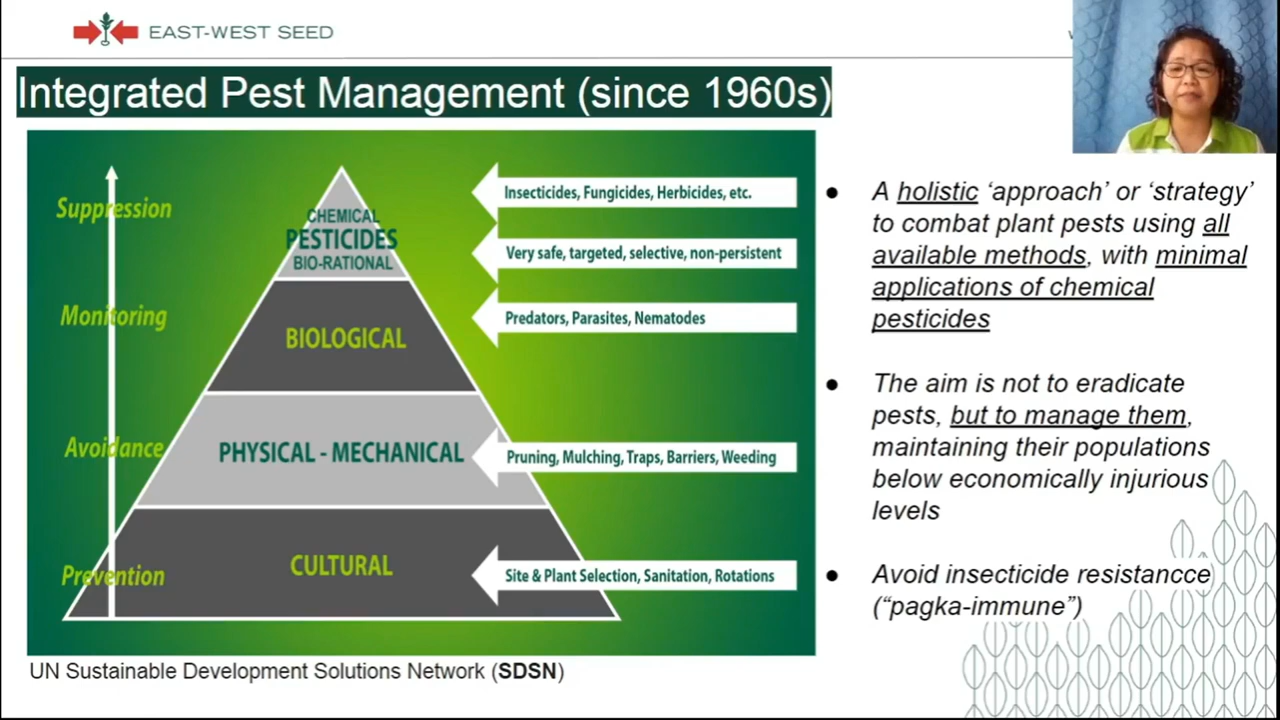 EAST-WEST SEED
Integrated Pest Management (since 1960s)
Suppression
Monitoring
Avoidance
Prevention
CHEMICAL
PESTICIDES
BIO-RATIONAL
BIOLOGICAL
PHYSICAL - MECHANICAL
CULTURAL
Insecticides, Fungicides, Herbicides, etc.
Very safe, targeted, selective, non-persistent
Predators, Parasites, Nematodes
Pruning, Mulching, Traps, Barriers, Weeding
Site & Plant Selection, Sanitation, Rotations
UN Sustainable Development Solutions Network (SDSN)
● A holistic ‘approach’ or ‘strategy’
to combat plant pests using all
available methods, with minimal
applications of chemical
pesticides
● The aim is not to eradicate
pests, but to manage them,
maintaining their populations
below economically injurious
levels
● Avoid insecticide resistancce
(“pagka-immune”)